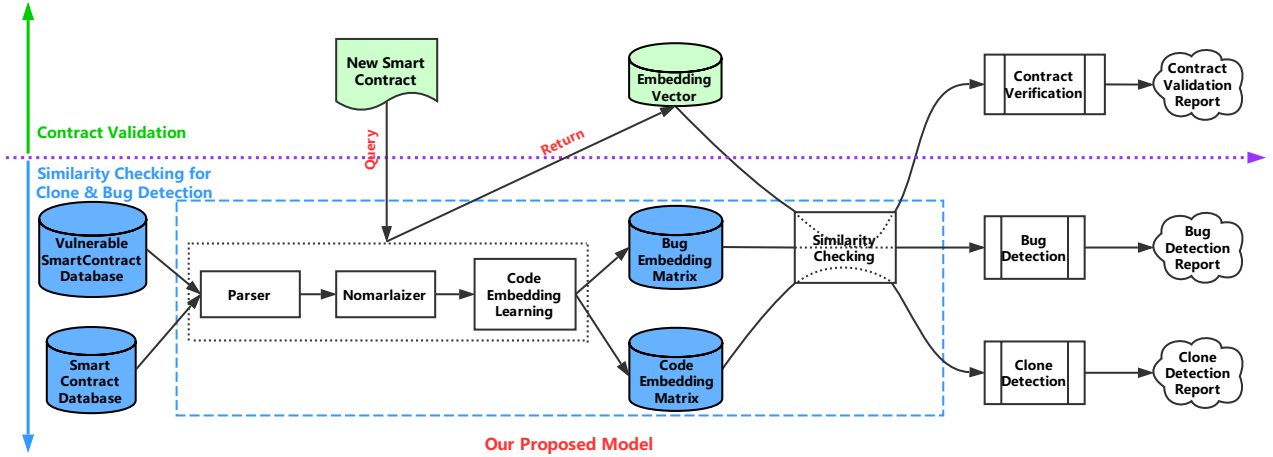 New Smart
Contract
Embedding
Vector
Contract
Verification
Contract
Validation
Report
Contract Validation
Query
Return
Similarity Checking for
Clone & Bug Detection
Vulnerable
SmartContract
Database
Bug
Embedding
Matrix
Similarity
Checking
Bug
Detection
Bug
Detection
Report
Parser
Nomarlaizer
Code
Embedding
Learning
Smart
Contract
Database
Code
Embedding
Matrix
Clone
Detection
Clone
Detection
Report
Our Proposed Model